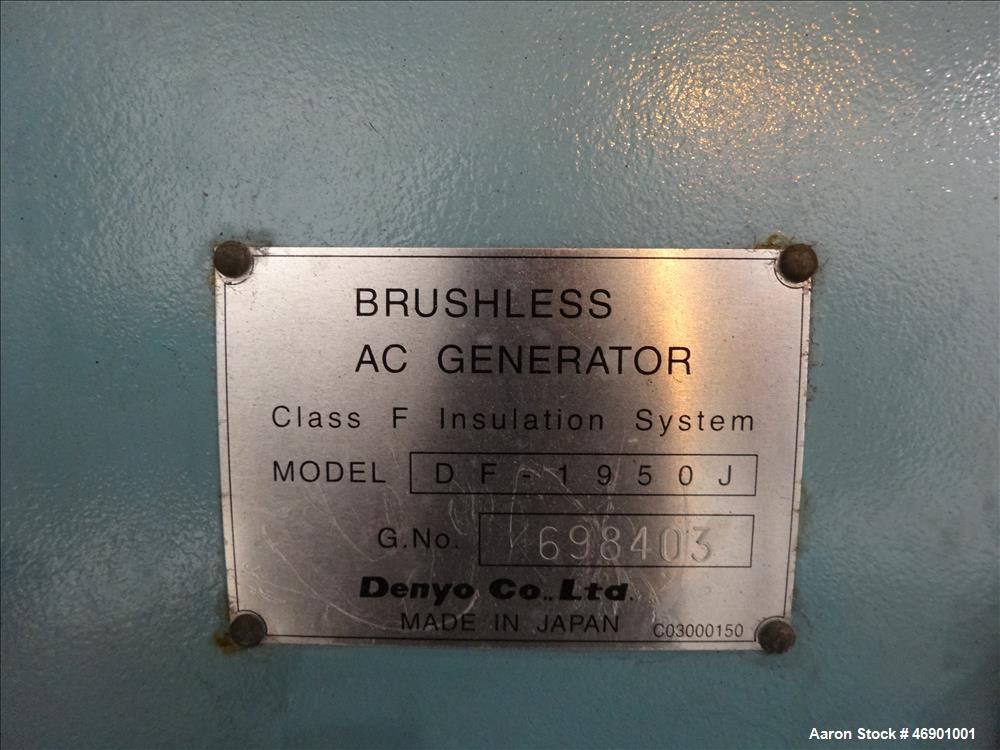 BRUSHLESS
AC GENERATOR
Class F Insulation System
MODEL DF-1950J
G.No. 698403
Denyo Co., Ltd.
MADE IN JAPAN C03000150
Aaron Stock # 46901001